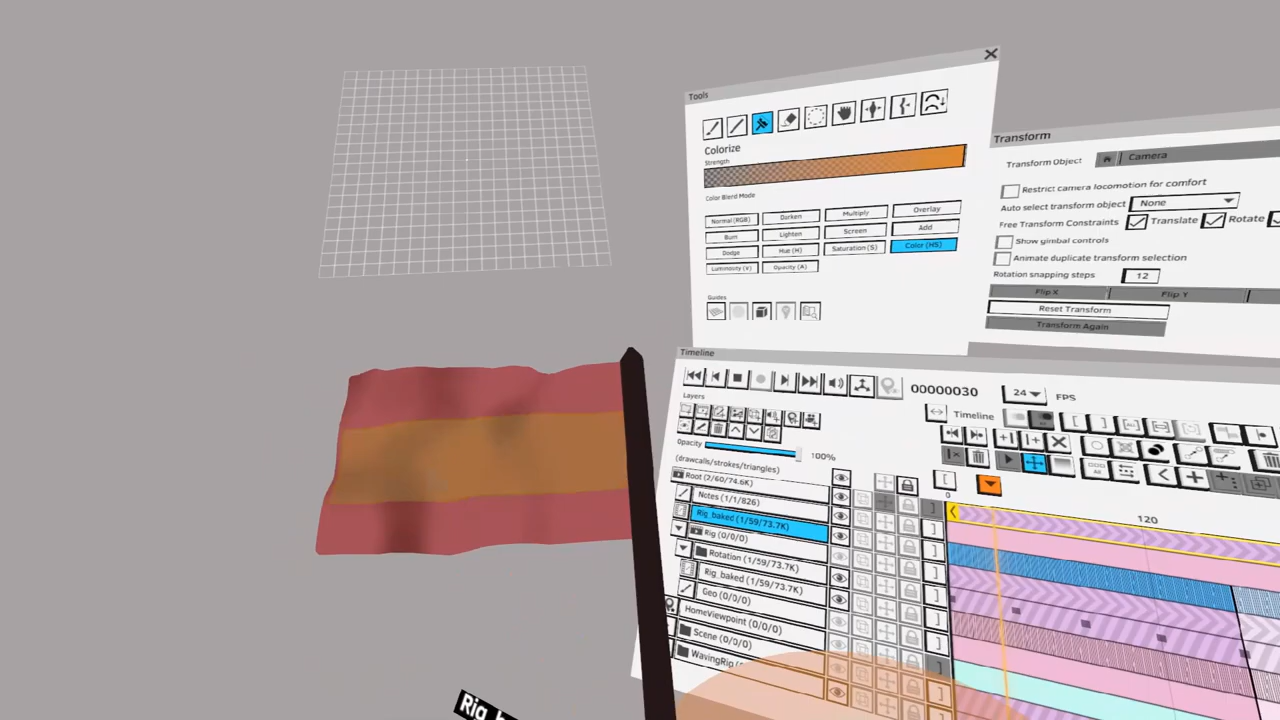 Tools
Colorize
Strength
Color Blend Mode
Normal (RGB)
Darken
Multiply
Overlay
Burn
Lighten
Screen
Add
Dodge
Hue (H)
Saturation (S)
Color (HS)
Luminosity (V)
Opacity (A)
Guides
Transform
Transform Object
Camera
Restrict camera locomotion for comfort
Auto select transform object
None
Free Transform Constraints
Translate
Rotate
Show gimbal controls
Animate duplicate transform selection
Rotation snapping steps
12
Flip X
Flip Y
Reset Transform
Transform Again
Timeline
00000030
24
FPS
Layers
Timeline
Opacity
100%
(drawcalls/strokes/triangles)
Root (2/60/74.6K)
Notes (1/1/826)
Rig_baked (1/59/73.7K)
Rig (0/0/0)
Rotation (1/59/73.7K)
Rig_baked (1/59/73.7K)
Geo (0/0/0)
HomeViewpoint (0/0/0)
Scene (0/0/0)
WavingRig
0
120
Rig_b